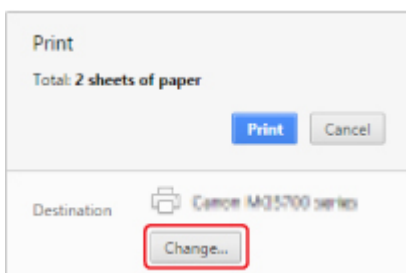 Print
Total: 2 sheets of paper
Print Cancel
Destination Canon series
Change...